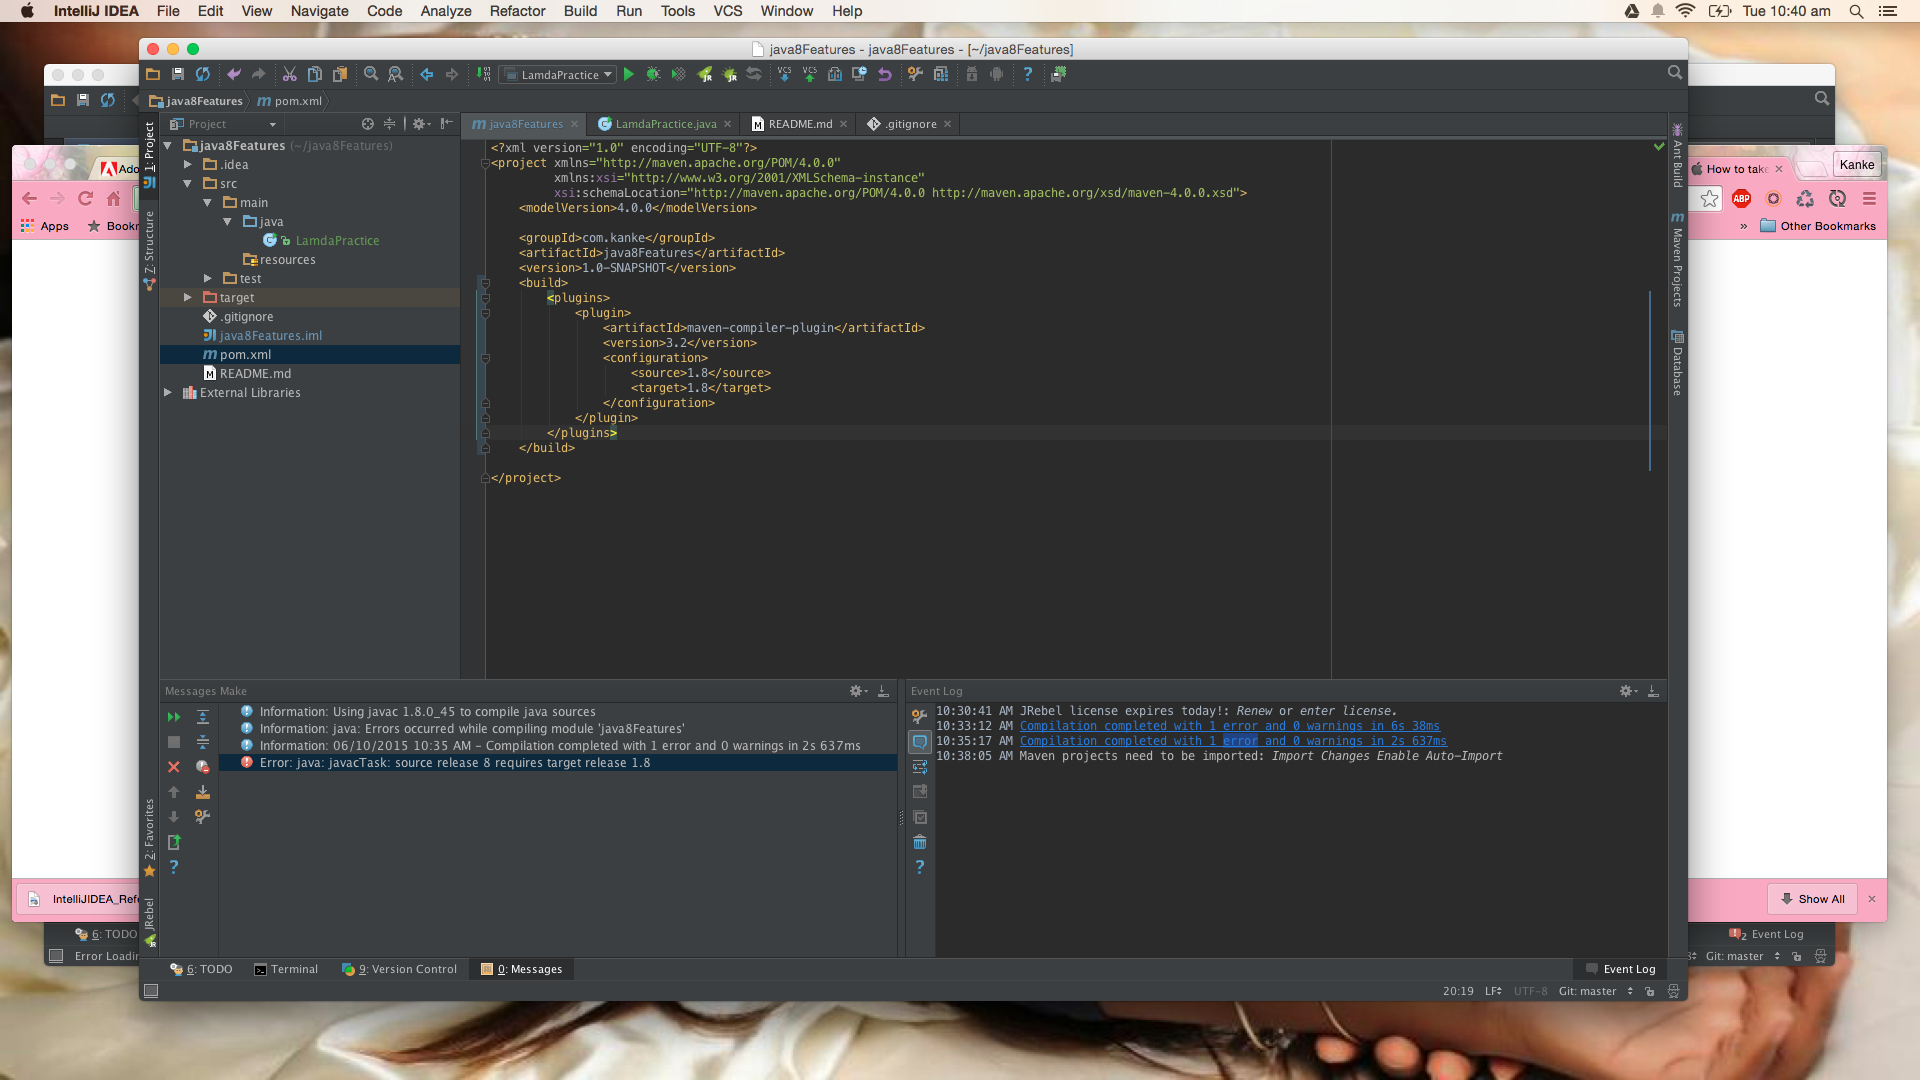 IntelliJ IDEA File Edit View Navigate Code Analyze Refactor Build Run Tools VCS Window Help Tue 10:40 am
java8Features - java8Features - [~/java8Features]
LamdaPractice
java8Features pom.xml
Project
java8Features LamdaPractice.java README.md .gitignore
1: Project
Z: Structure
2: Favorites
JRebel
java8Features (~/java8Features)
.idea
src
main
java
LamdaPractice
resources
test
target
.gitignore
java8Features.iml
pom.xml
README.md
External Libraries
<?xml version="1.0" encoding="UTF-8"?>
<project xmlns="http://maven.apache.org/POM/4.0.0"
xmlns:xsi="http://www.w3.org/2001/XMLSchema-instance"
xsi:schemaLocation="http://maven.apache.org/POM/4.0.0 http://maven.apache.org/xsd/maven-4.0.0.xsd">
<modelVersion>4.0.0</modelVersion>
<groupId>com.kanke</groupId>
<artifactId>java8Features</artifactId>
<version>1.0-SNAPSHOT</version>
<build>
<plugins>
<plugin>
<artifactId>maven-compiler-plugin</artifactId>
<version>3.2</version>
<configuration>
<source>1.8</source>
<target>1.8</target>
</configuration>
</plugin>
</plugins>
</build>
</project>
Ant Build
Maven Projects
Database
Messages Make
Information: Using javac 1.8.0_45 to compile java sources
Information: java: Errors occurred while compiling module 'java8Features'
Information: 06/10/2015 10:35 AM - Compilation completed with 1 error and 0 warnings in 2s 637ms
Error: java: javacTask: source release 8 requires target release 1.8
Event Log
10:30:41 AM JRebel license expires today!: Renew or enter license.
10:33:12 AM Compilation completed with 1 error and 0 warnings in 6s 38ms
10:35:17 AM Compilation completed with 1 error and 0 warnings in 2s 637ms
10:38:05 AM Maven projects need to be imported: Import Changes Enable Auto-Import
6: TODO Terminal 9: Version Control 0: Messages Event Log
20:19 LF UTF-8 Git: master
Ado
Apps Bookr
IntelliJIDEA_Ref
6: TODO
Error Loadin
How to take Kanke
ABP
» Other Bookmarks
Show All
2 Event Log
Git: master